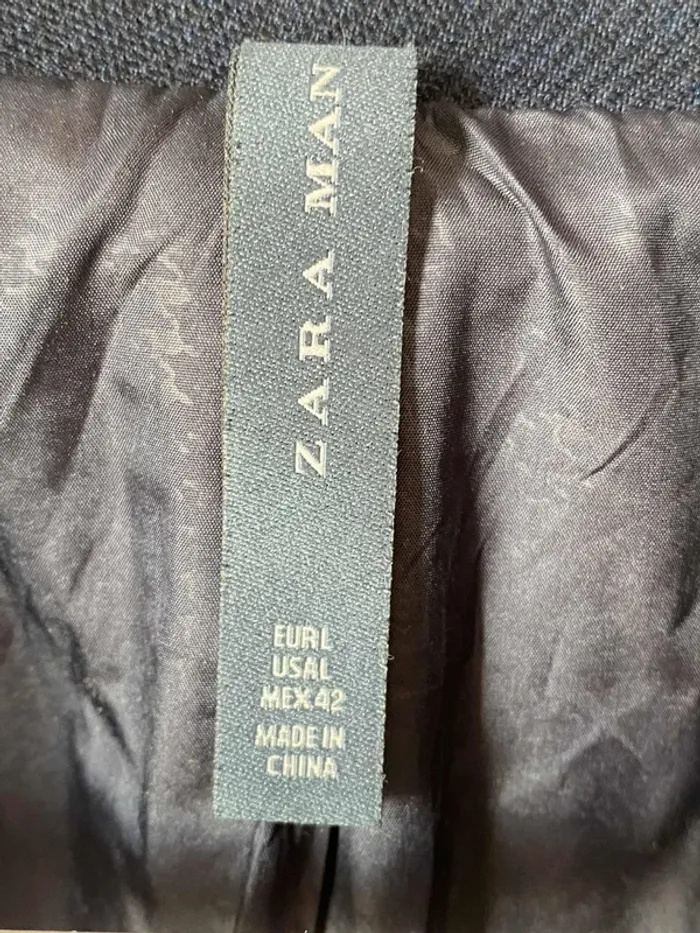 ZARA MAN
EUR L
USA L
MEX 42
MADE IN
CHINA